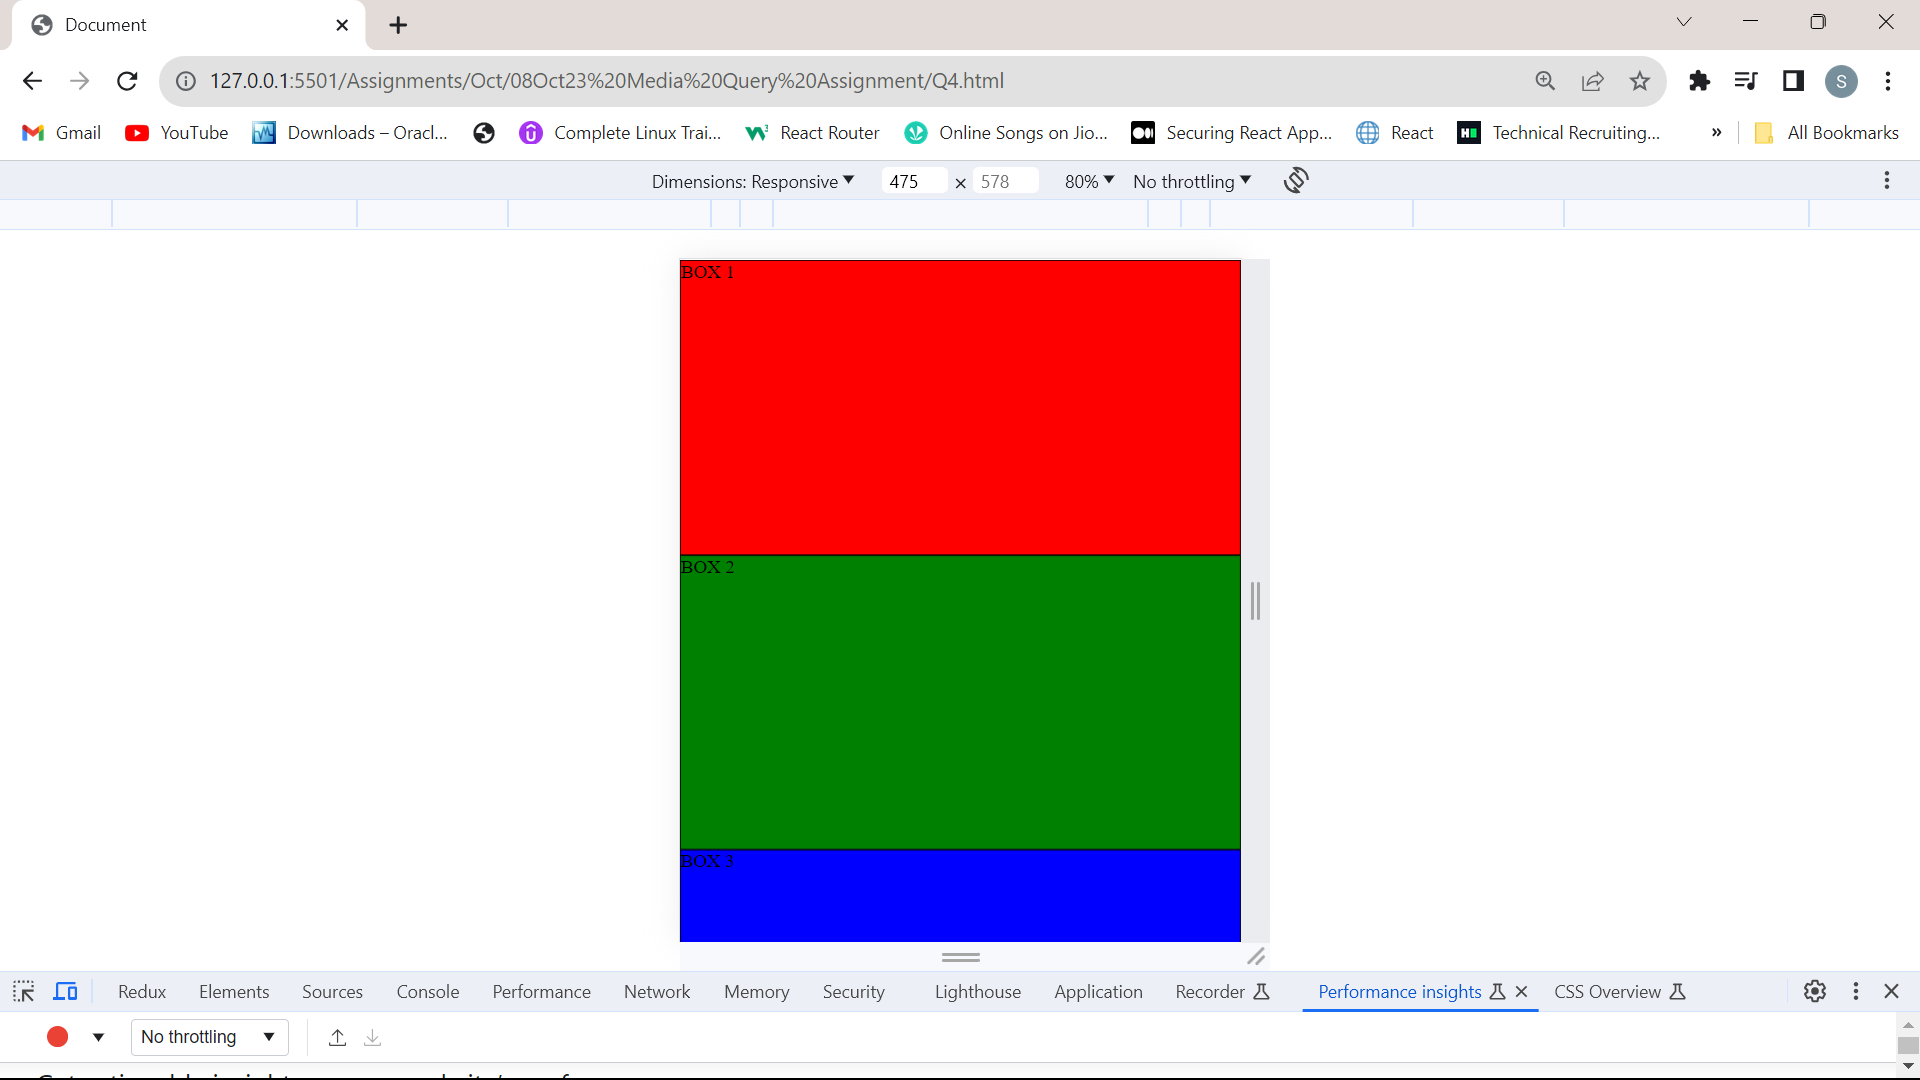 Document
127.0.0.1:5501/Assignments/Oct/08Oct23%20Media%20Query%20Assignment/Q4.html
S
Gmail YouTube Downloads – Oracl... Complete Linux Trai... React Router Online Songs on Jio... Securing React App... React Technical Recruiting... » All Bookmarks
Dimensions: Responsive 475 × 578 80% No throttling
BOX 1
BOX 2
BOX 3
Redux Elements Sources Console Performance Network Memory Security Lighthouse Application Recorder Performance insights CSS Overview
No throttling